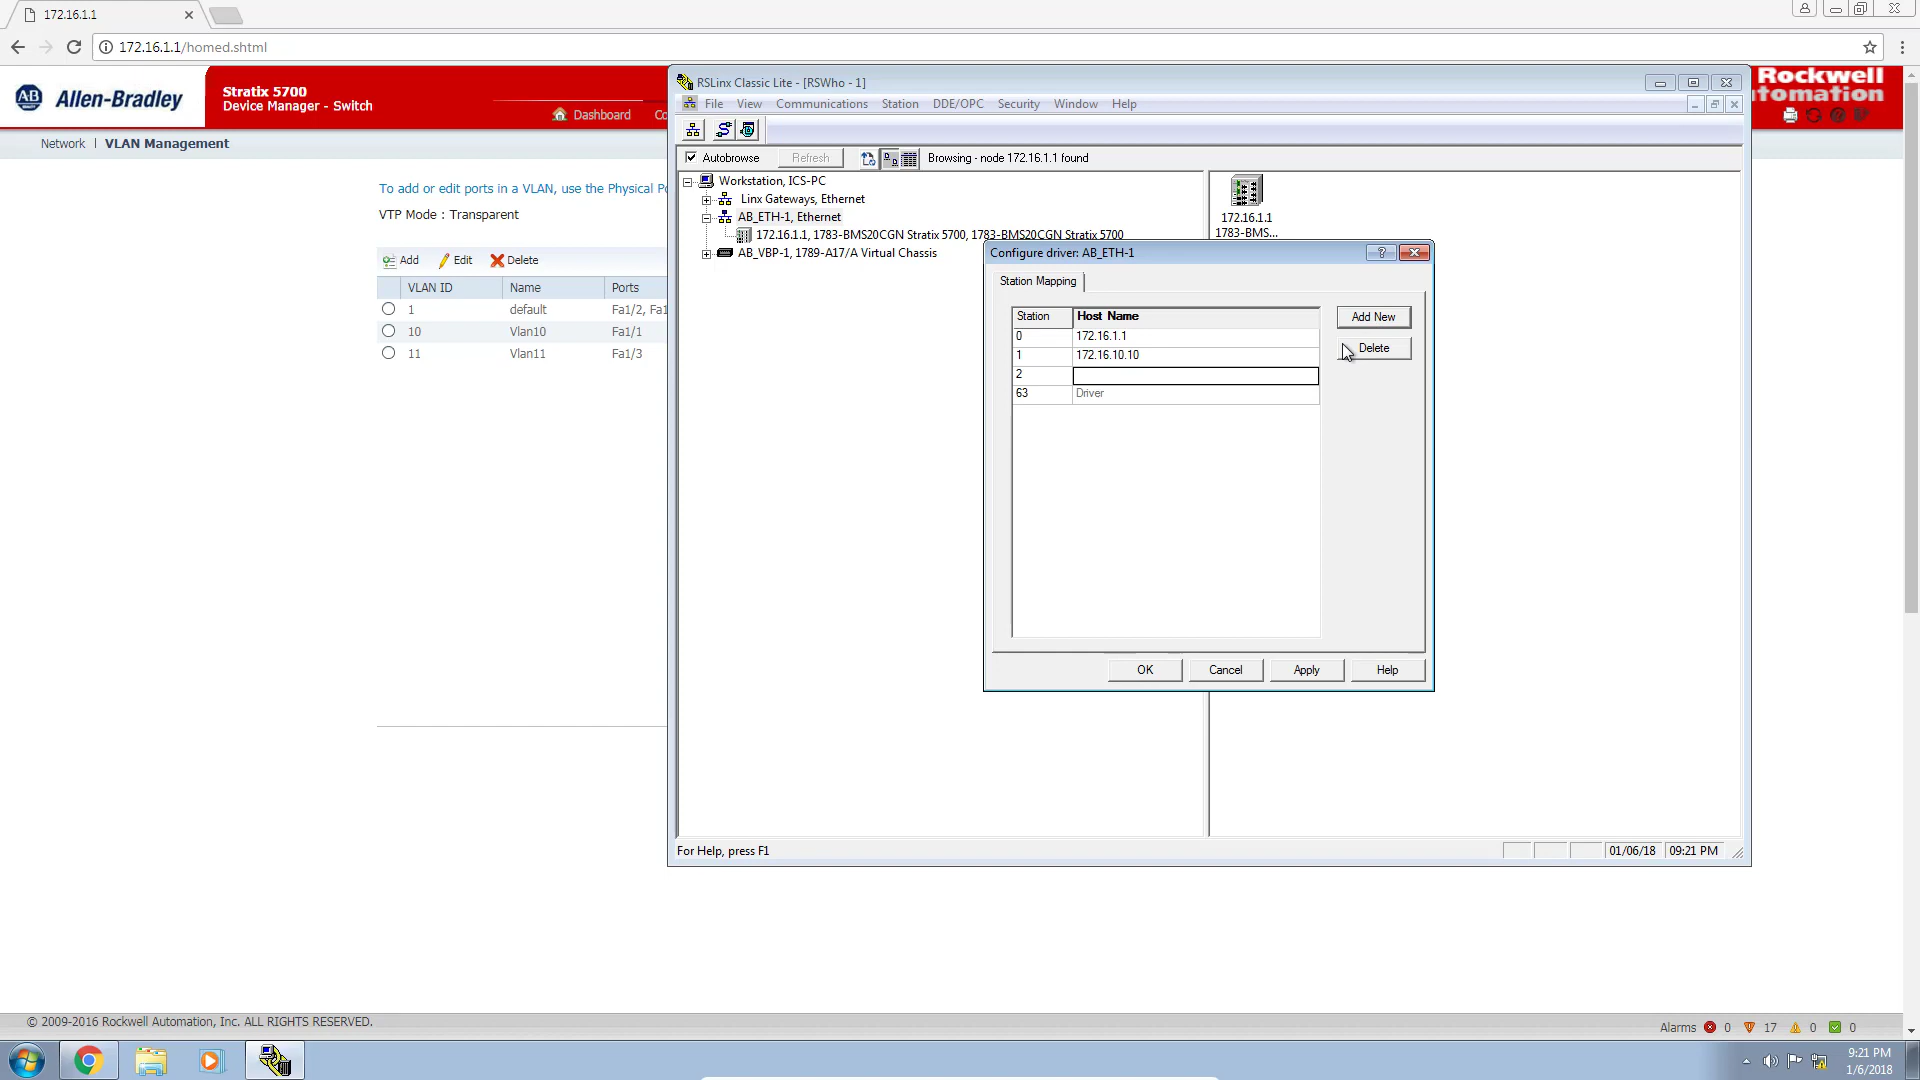 172.16.1.1
172.16.1.1/homed.shtml
AB Allen-Bradley
Stratix 5700
Device Manager - Switch
Dashboard
Co
Rockwell
tomation
Network | VLAN Management
To add or edit ports in a VLAN, use the Physical Po
VTP Mode : Transparent
Add Edit Delete
VLAN ID Name Ports
1 default Fa1/2, Fa1
10 Vlan10 Fa1/1
11 Vlan11 Fa1/3
RSLinx Classic Lite - [RSWho - 1]
File View Communications Station DDE/OPC Security Window Help
Autobrowse Refresh Browsing - node 172.16.1.1 found
Workstation, ICS-PC
Linx Gateways, Ethernet
AB_ETH-1, Ethernet
172.16.1.1, 1783-BMS20CGN Stratix 5700, 1783-BMS20CGN Stratix 5700
AB_VBP-1, 1789-A17/A Virtual Chassis
172.16.1.1
1783-BMS...
Configure driver: AB_ETH-1
Station Mapping
Station Host Name
0 172.16.1.1
1 172.16.10.10
2
63 Driver
Add New
Delete
OK Cancel Apply Help
For Help, press F1
01/06/18 09:21 PM
© 2009-2016 Rockwell Automation, Inc. ALL RIGHTS RESERVED.
Alarms 0 17 0 0
9:21 PM
1/6/2018